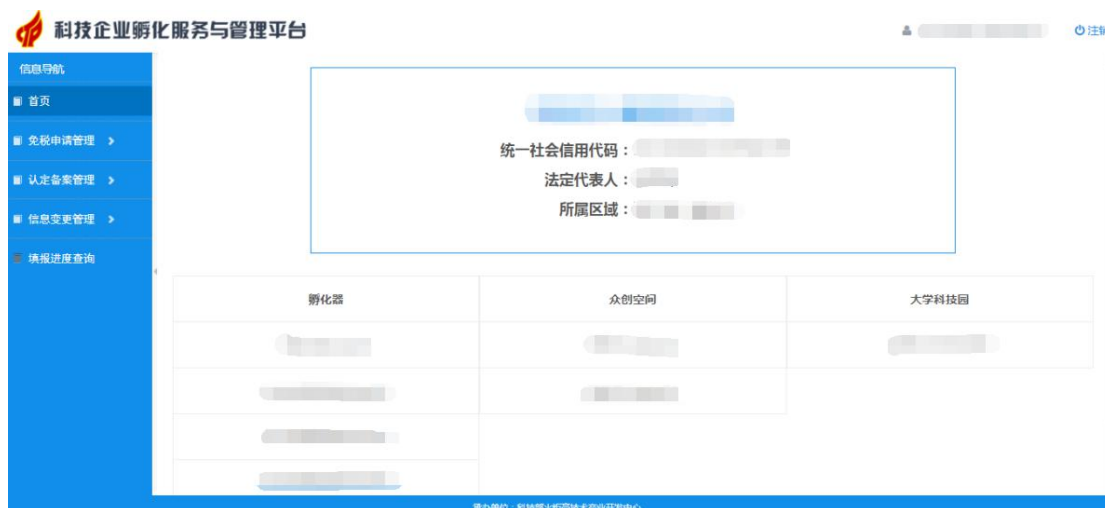 科技企业孵化服务与管理平台
注销
信息导航
首页
免税申请管理
认定备案管理
信息变更管理
填报进度查询
统一社会信用代码：
法定代表人：
所属区域：
孵化器 众创空间 大学科技园